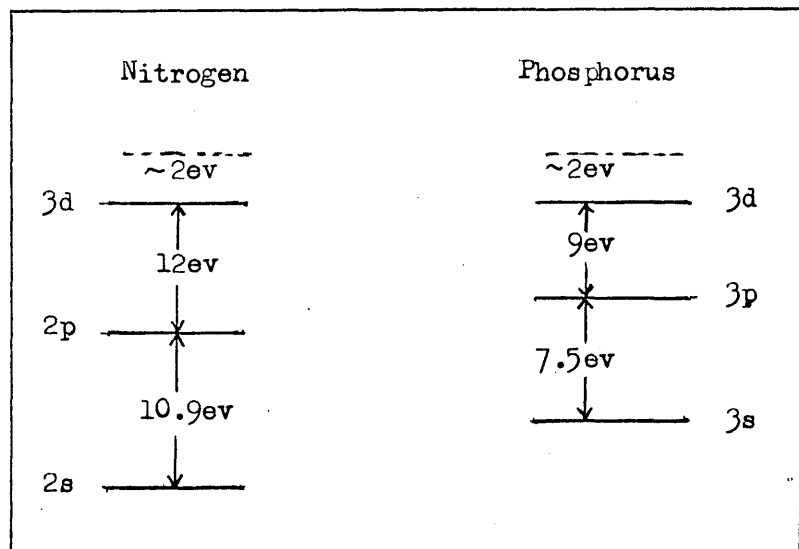 Nitrogen
Phosphorus
~2ev
~2ev
3d
3d
12ev
9ev
2p
3p
10.9ev
7.5ev
2s
3s